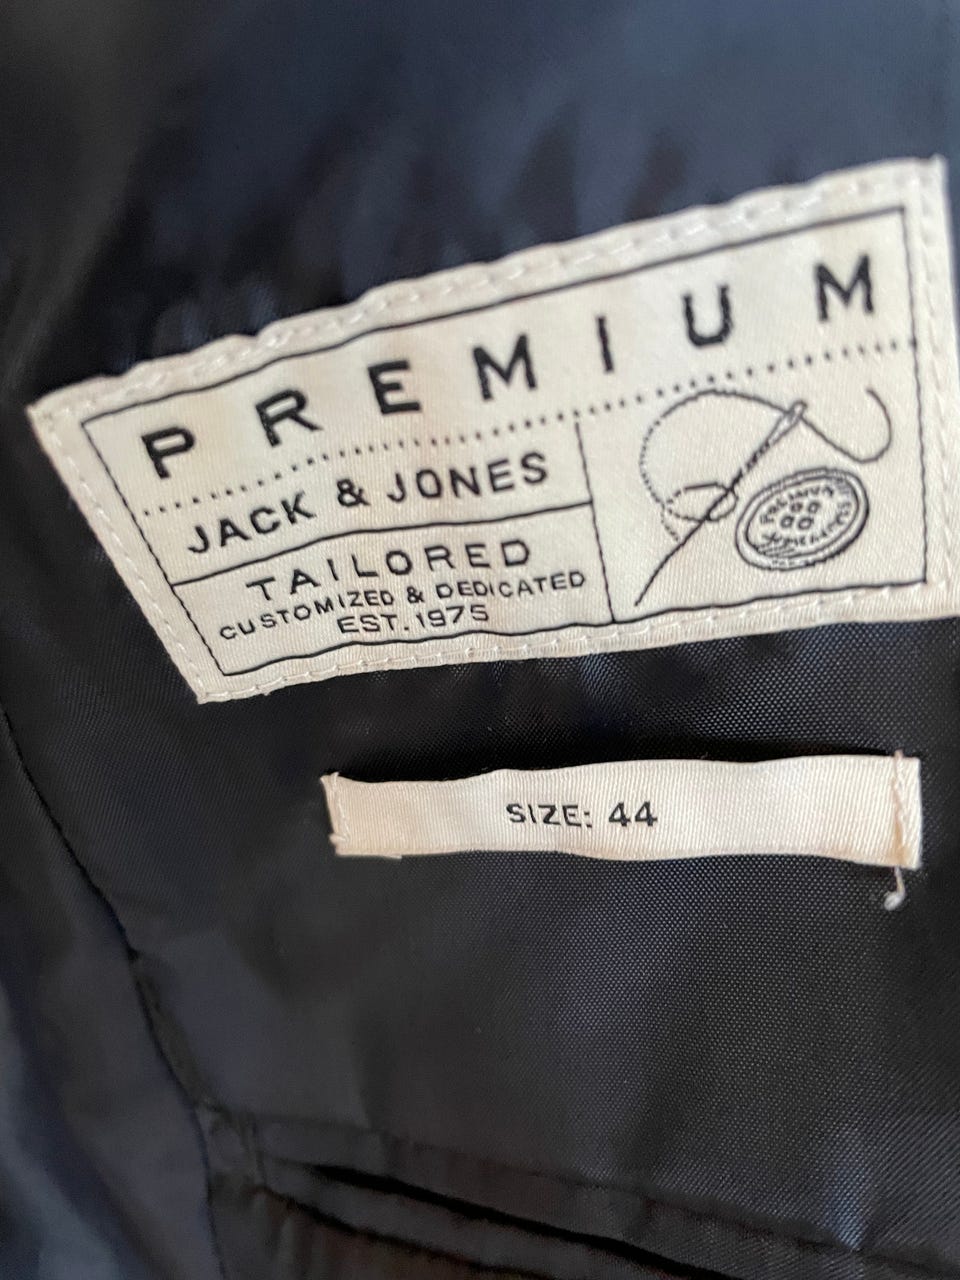 PREMIUM
JACK & JONES
TAILORED
CUSTOMIZED & DEDICATED
EST. 1975
SIZE: 44